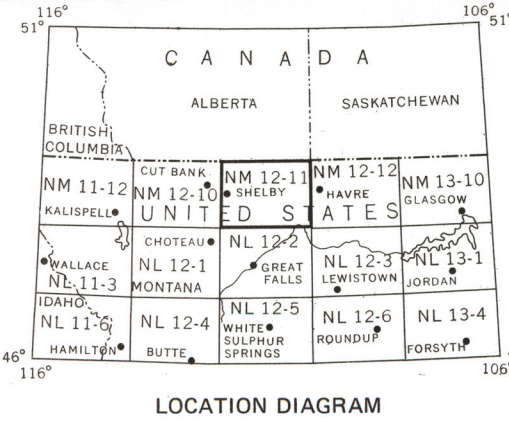 116° 106°
51° 51°
C A N A D A
ALBERTA SASKATCHEWAN
BRITISH
COLUMBIA
NM 11-12
KALISPELL
CUT BANK
NM 12-10
NM 12-11
SHELBY
NM 12-12
HAVRE
NM 13-10
GLASGOW
UNITED STATES
WALLACE
NL 11-3
IDAHO
CHOTEAU
NL 12-1
MONTANA
NL 12-2
GREAT
FALLS
NL 12-3
LEWISTOWN
NL 13-1
JORDAN
NL 11-6
HAMILTON
NL 12-4
BUTTE
NL 12-5
WHITE
SULPHUR
SPRINGS
NL 12-6
ROUNDUP
NL 13-4
FORSYTH
46°
116° 106
LOCATION DIAGRAM